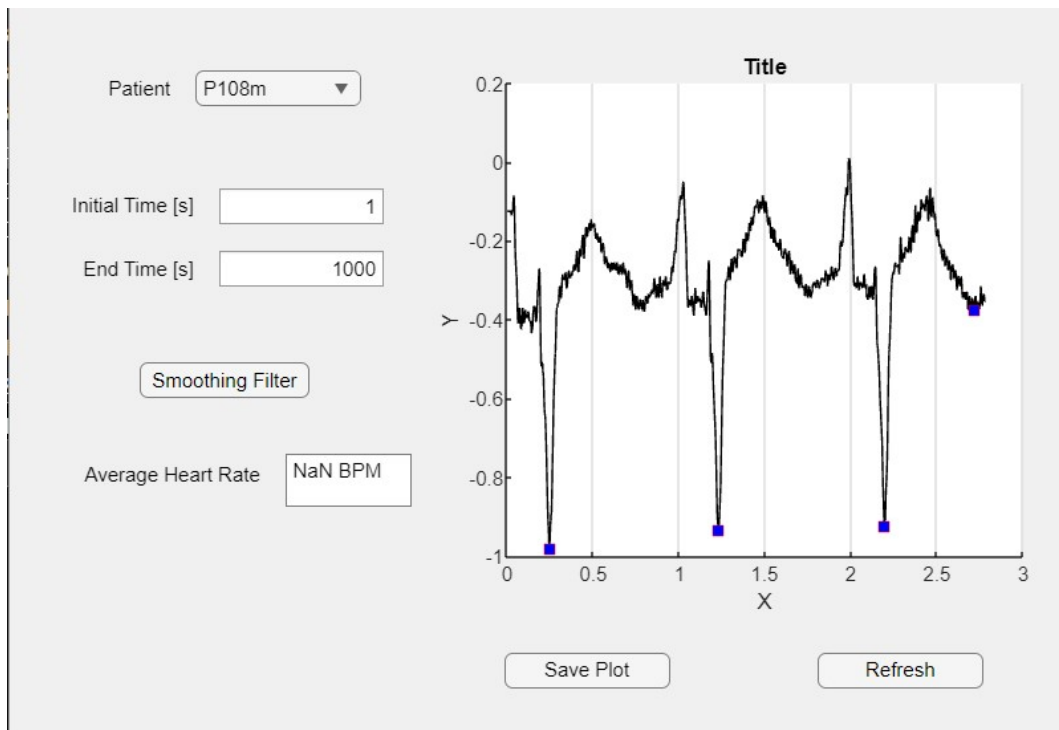 Patient P108m
Initial Time [s] 1
End Time [s] 1000
Smoothing Filter
Average Heart Rate NaN BPM
Title
0.2
0
-0.2
-0.4
-0.6
-0.8
-1
Y
0 0.5 1 1.5 2 2.5 3
X
Save Plot Refresh